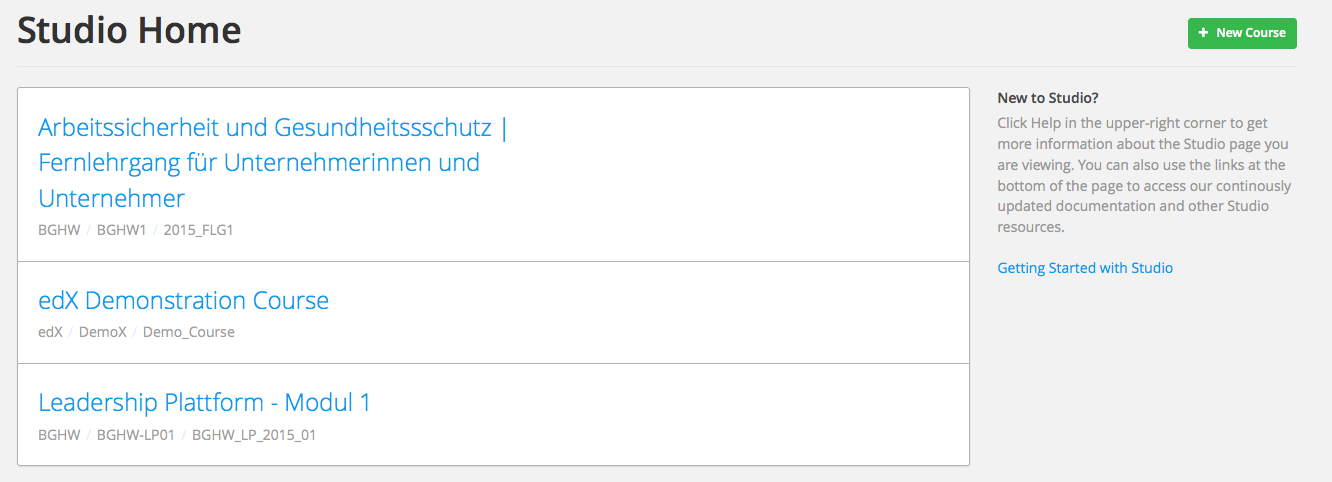 Studio Home
+ New Course
Arbeitssicherheit und Gesundheitssschutz |
Fernlehrgang für Unternehmerinnen und
Unternehmer
BGHW / BGHW1 / 2015_FLG1
edX Demonstration Course
edX / DemoX / Demo_Course
Leadership Plattform - Modul 1
BGHW / BGHW-LP01 / BGHW_LP_2015_01
New to Studio?
Click Help in the upper-right corner to get
more information about the Studio page you
are viewing. You can also use the links at the
bottom of the page to access our continously
updated documentation and other Studio
resources.
Getting Started with Studio